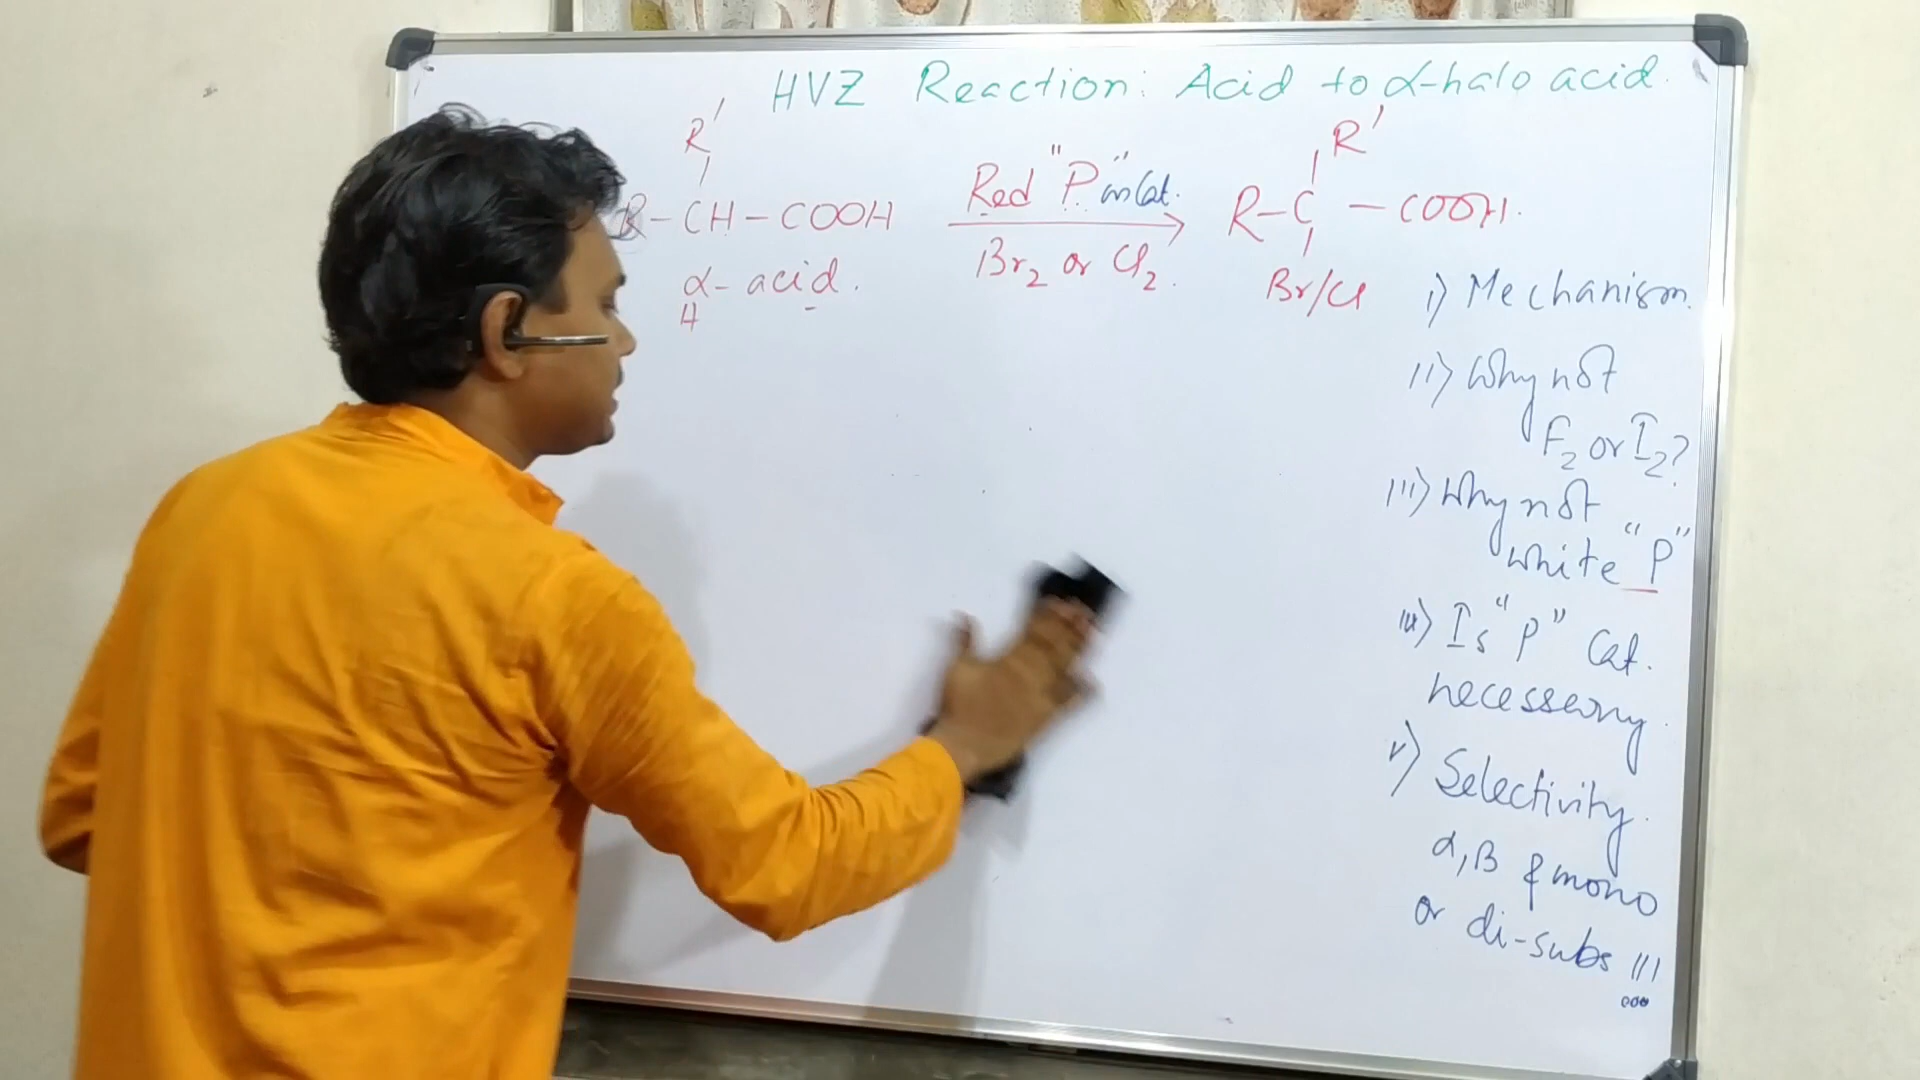 HVZ Reaction: Acid to α-halo acid.
R'
R-CH-COOH
α-acid.
H
Red "P" as Cat.
Br2 or Cl2.
R'
R-C-COOH.
Br/Cl
i) Mechanism.
ii) Why not
F2 or I2?
iii) Why not
white "P"
iv) Is "P" Cat.
necessary.
v) Selectivity.
α, β & mono
or di-subs !!!